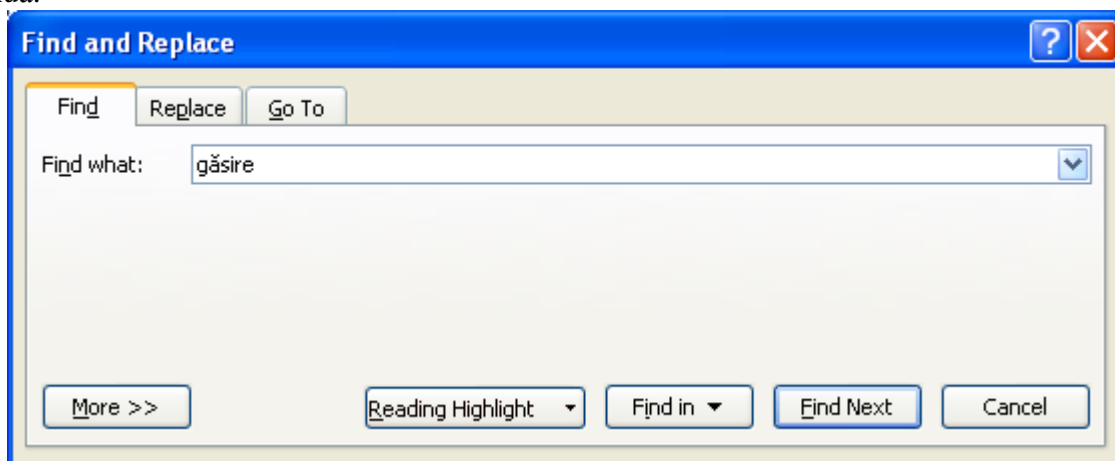 Find and Replace
Find Replace Go To
Find what: găsire
More >> Reading Highlight Find in Find Next Cancel